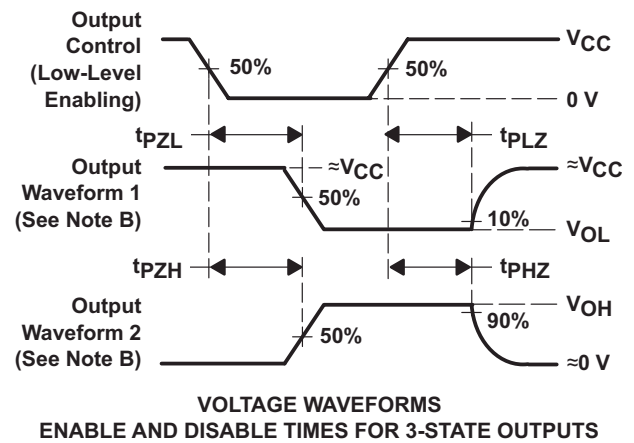 Output
Control
(Low-Level
Enabling)
50%
50%
VCC
0 V
tPZL
tPLZ
Output
Waveform 1
(See Note B)
≈VCC
50%
≈VCC
10%
VOL
tPZH
tPHZ
Output
Waveform 2
(See Note B)
50%
VOH
90%
≈0 V
VOLTAGE WAVEFORMS
ENABLE AND DISABLE TIMES FOR 3-STATE OUTPUTS